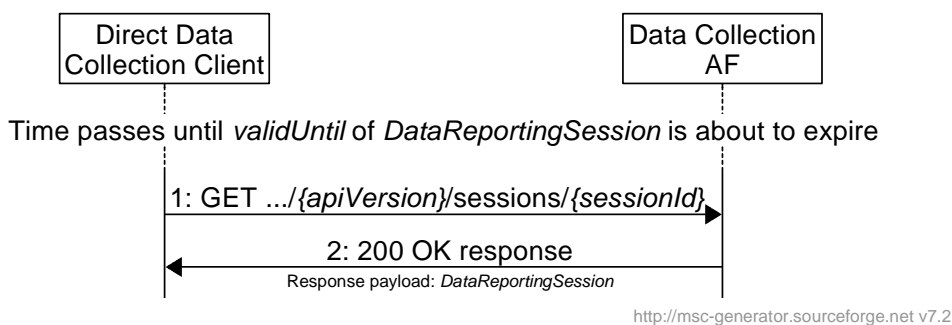 Direct Data
Collection Client
Data Collection
AF
Time passes until validUntil of DataReportingSession is about to expire
1: GET .../{apiVersion}/sessions/{sessionId}
2: 200 OK response
Response payload: DataReportingSession
http://msc-generator.sourceforge.net v7.2